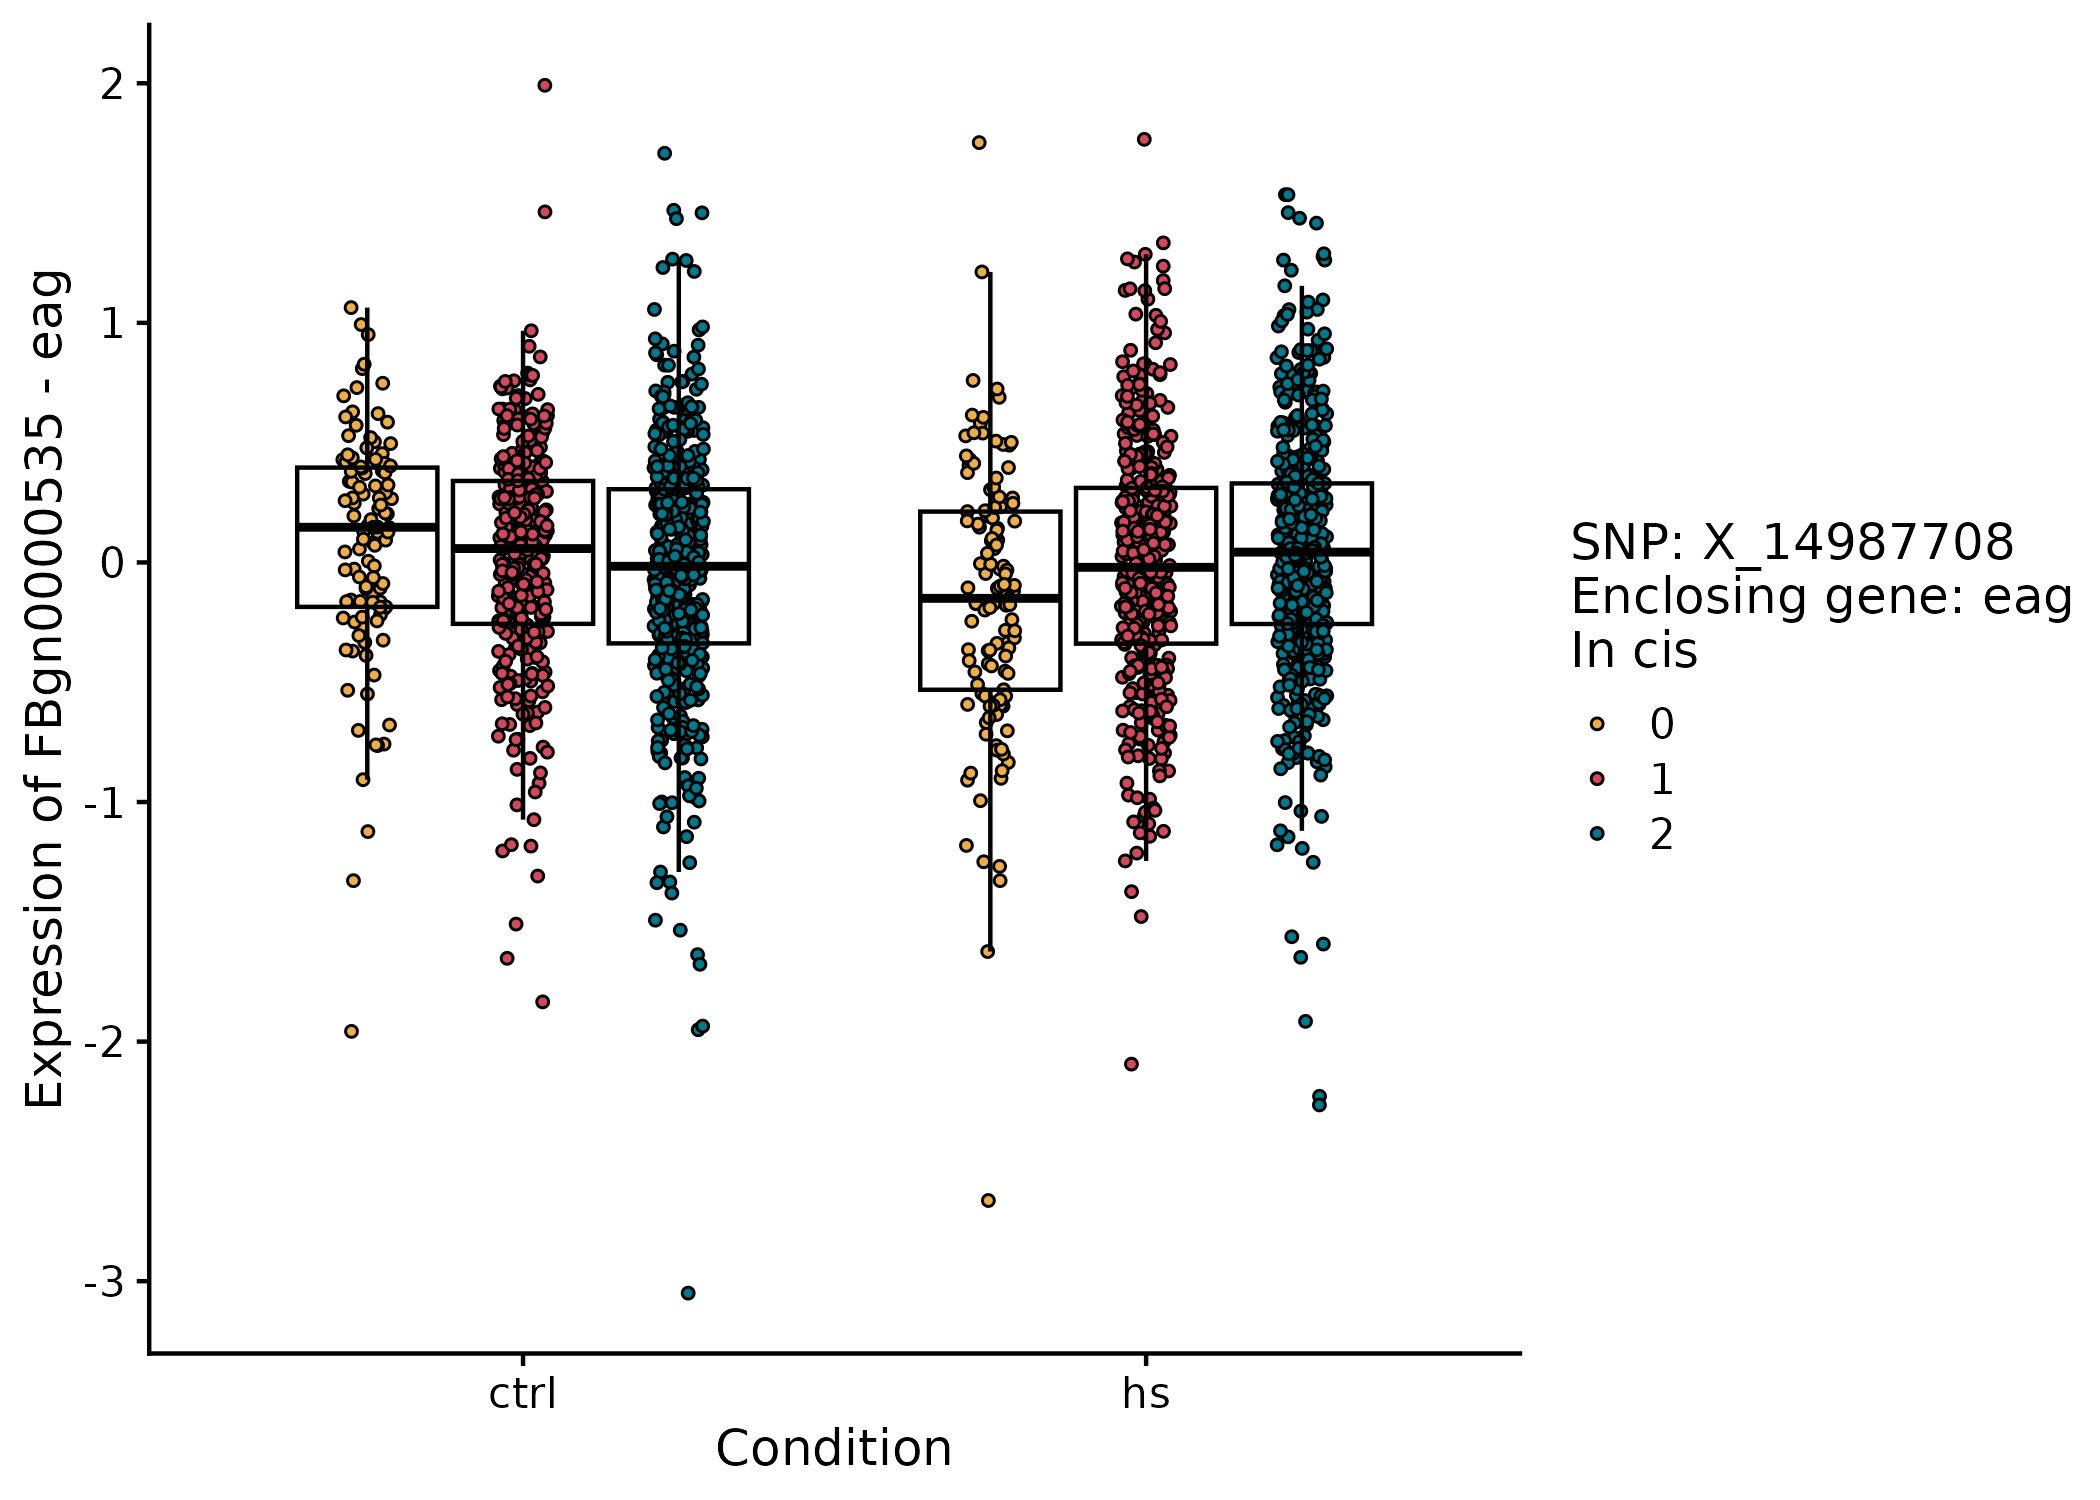 Expression of FBgn0000535 - eag
2
1
0
-1
-2
-3
ctrl
hs
Condition
SNP: X_14987708
Enclosing gene: eag
In cis
0
1
2